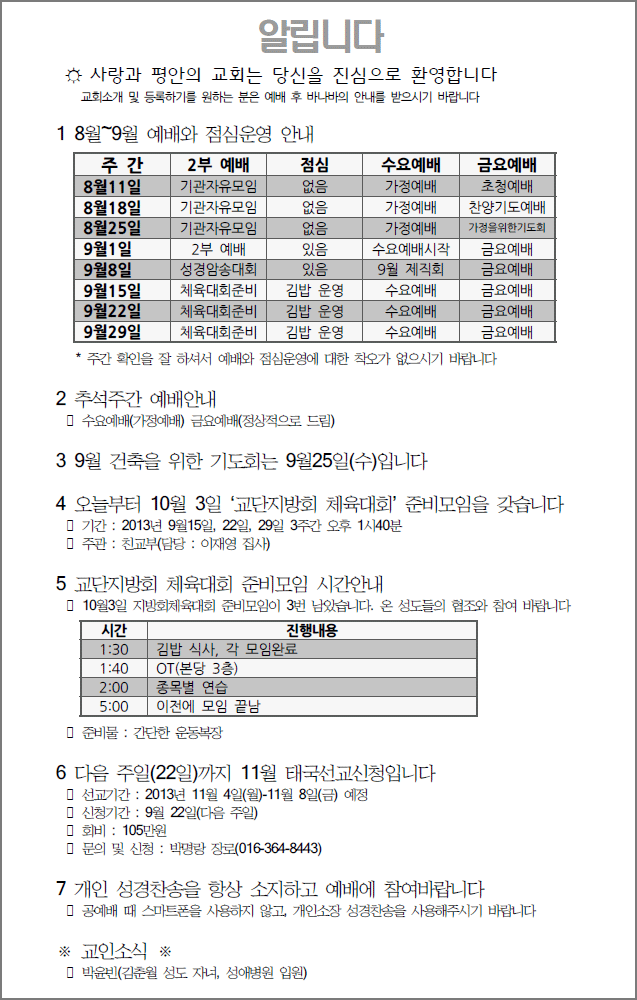 알립니다
☼ 사랑과 평안의 교회는 당신을 진심으로 환영합니다
교회소개 및 등록하기를 원하는 분은 예배 후 바나바의 안내를 받으시기 바랍니다
1 8월~9월 예배와 점심운영 안내
주 간 2부 예배 점심 수요예배 금요예배
8월11일 기관자유모임 없음 가정예배 초청예배
8월18일 기관자유모임 없음 가정예배 찬양기도예배
8월25일 기관자유모임 없음 가정예배 가정을위한기도회
9월1일 2부 예배 있음 수요예배시작 금요예배
9월8일 성경암송대회 있음 9월 제직회 금요예배
9월15일 체육대회준비 김밥 운영 수요예배 금요예배
9월22일 체육대회준비 김밥 운영 수요예배 금요예배
9월29일 체육대회준비 김밥 운영 수요예배 금요예배
* 주간 확인을 잘 하셔서 예배와 점심운영에 대한 착오가 없으시기 바랍니다
2 추석주간 예배안내
▯ 수요예배(가정예배) 금요예배(정상적으로 드림)
3 9월 건축을 위한 기도회는 9월25일(수)입니다
4 오늘부터 10월 3일 ‘교단지방회 체육대회’ 준비모임을 갖습니다
▯ 기간 : 2013년 9월15일, 22일, 29일 3주간 오후 1시40분
▯ 주관 : 친교부(담당 : 이재영 집사)
5 교단지방회 체육대회 준비모임 시간안내
▯ 10월3일 지방회체육대회 준비모임이 3번 남았습니다. 온 성도들의 협조와 참여 바랍니다
시간 진행내용
1:30 김밥 식사, 각 모임완료
1:40 OT(본당 3층)
2:00 종목별 연습
5:00 이전에 모임 끝남
▯ 준비물 : 간단한 운동복장
6 다음 주일(22일)까지 11월 태국선교신청입니다
▯ 선교기간 : 2013년 11월 4일(월)-11월 8일(금) 예정
▯ 신청기간 : 9월 22일(다음 주일)
▯ 회비 : 105만원
▯ 문의 및 신청 : 박명랑 장로(016-364-8443)
7 개인 성경찬송을 항상 소지하고 예배에 참여바랍니다
▯ 공예배 때 스마트폰을 사용하지 않고, 개인소장 성경찬송을 사용해주시기 바랍니다
※ 교인소식 ※
▯ 박윤빈(김춘월 성도 자녀, 성애병원 입원)